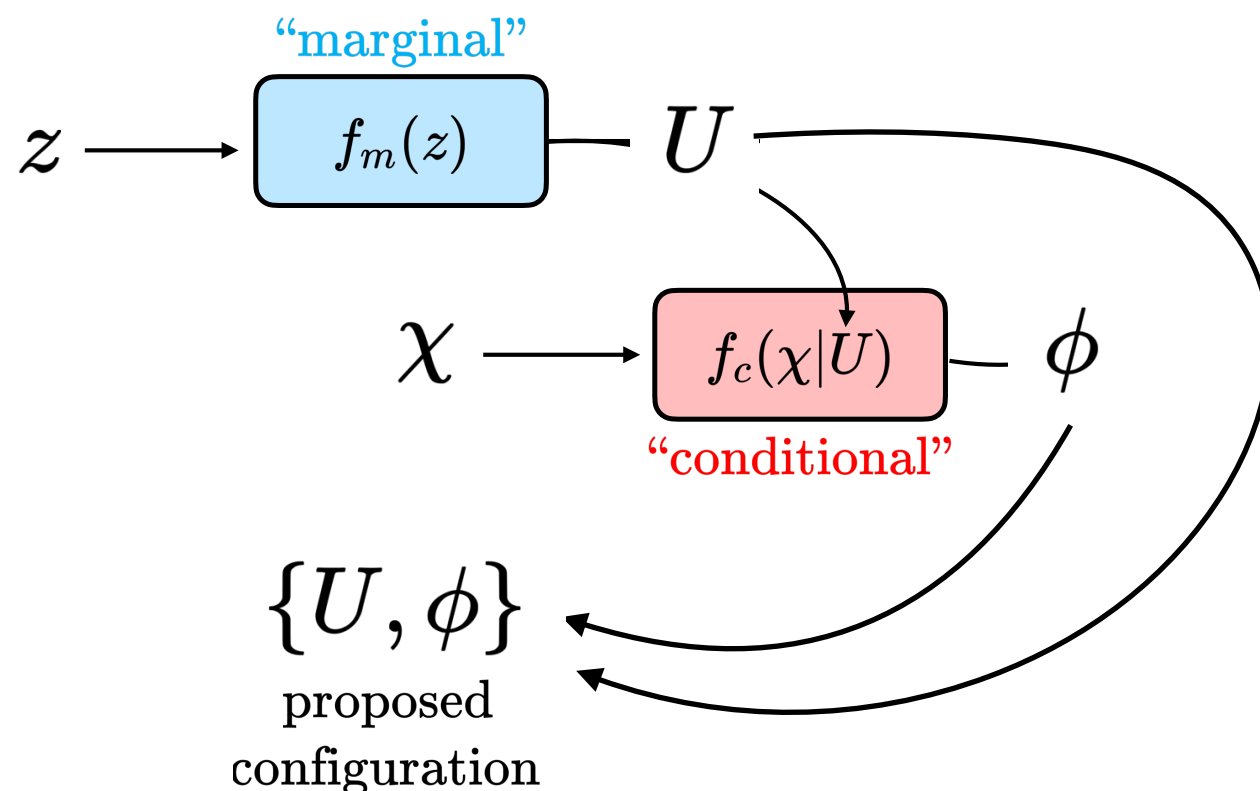 “marginal”
z
f_m(z)
U
χ
f_c(χ|U)
ϕ
“conditional”
{U, ϕ}
proposed
configuration